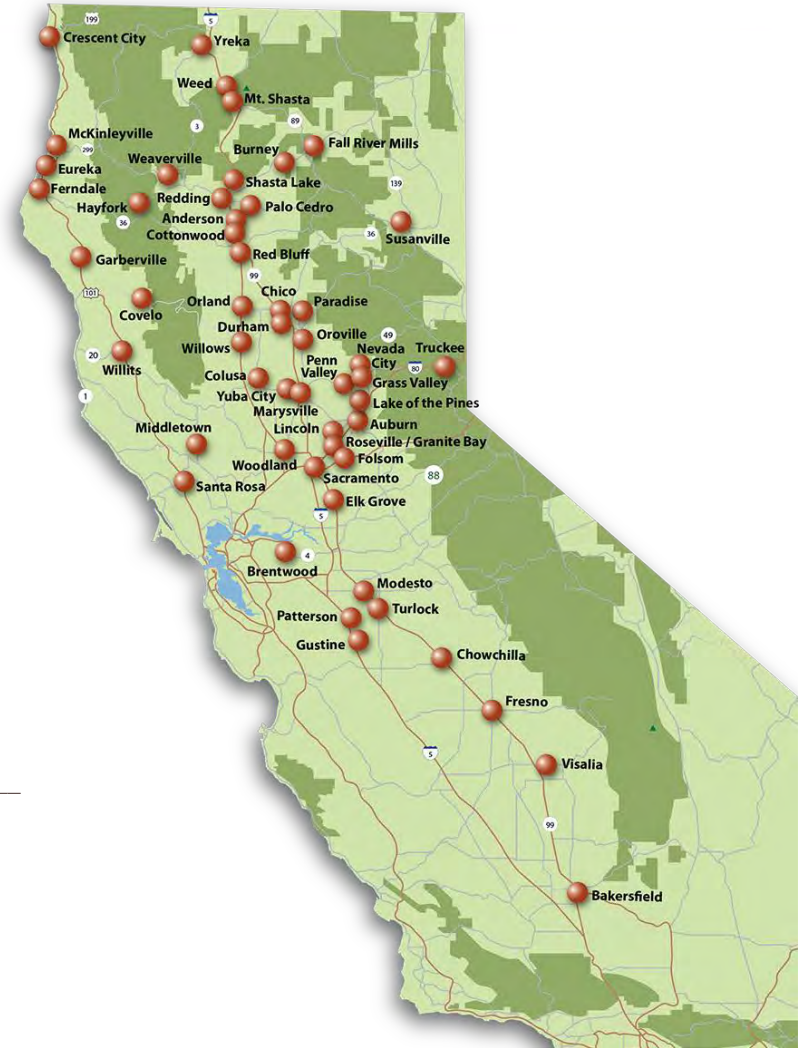 199
5
Crescent City
Yreka
Weed
Mt. Shasta
3
89
McKinleyville
299
Burney
Fall River Mills
Weaverville
Eureka
Shasta Lake
139
Ferndale
Hayfork
Redding
Palo Cedro
36
Anderson
Cottonwood
36
Susanville
Garberville
Red Bluff
99
101
Chico
Orland
Paradise
Covelo
Durham
49
Oroville
Willows
Nevada
City
Truckee
20
Willits
Penn
Valley
80
Colusa
Grass Valley
1
Yuba City
Lake of the Pines
Marysville
Middletown
Lincoln
Auburn
Roseville / Granite Bay
Woodland
Folsom
88
Santa Rosa
Sacramento
Elk Grove
5
4
Brentwood
Modesto
Patterson
Turlock
Gustine
Chowchilla
Fresno
5
Visalia
99
Bakersfield